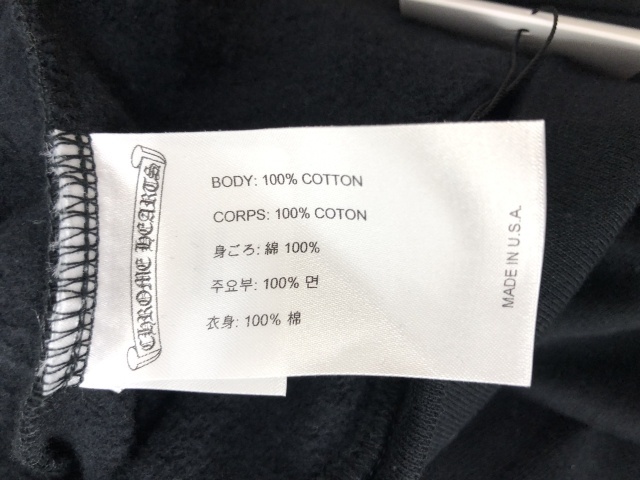 CHROME HEARTS
BODY: 100% COTTON
CORPS: 100% COTON
身ごろ: 綿 100%
주요부: 100% 면
衣身: 100% 棉
MADE IN U.S.A.